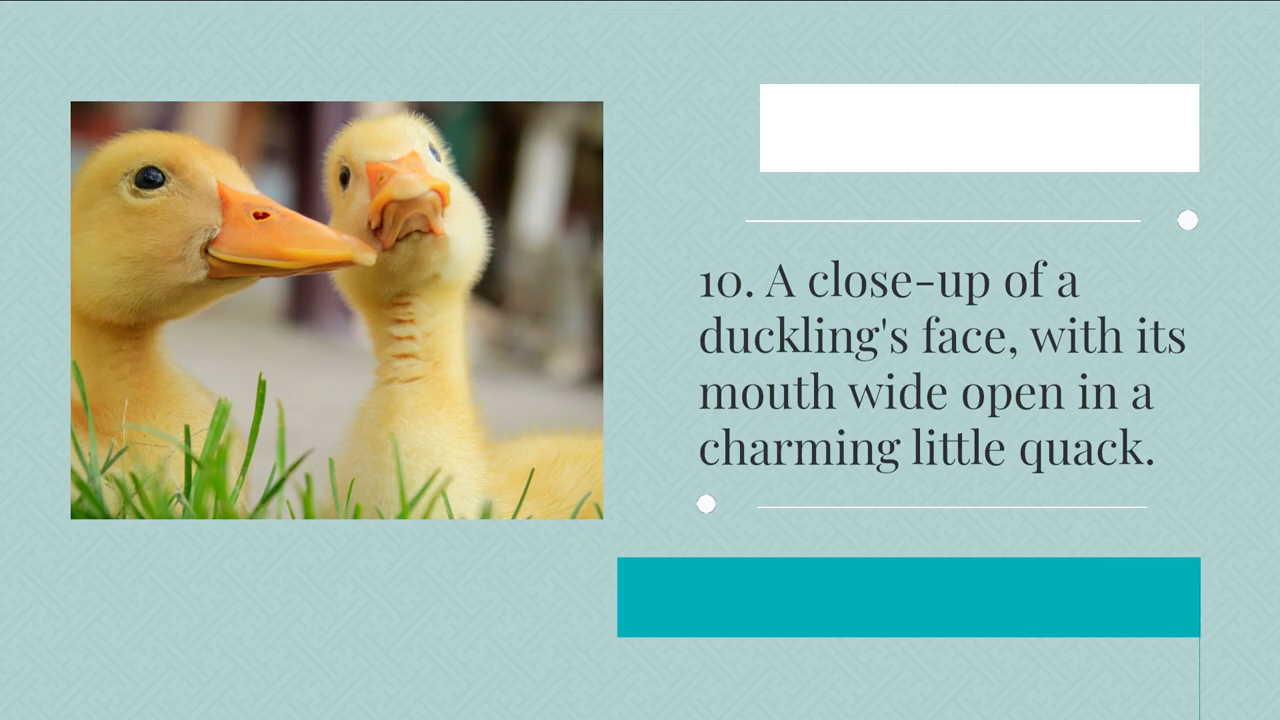 10. A close-up of a
duckling's face, with its
mouth wide open in a
charming little quack.